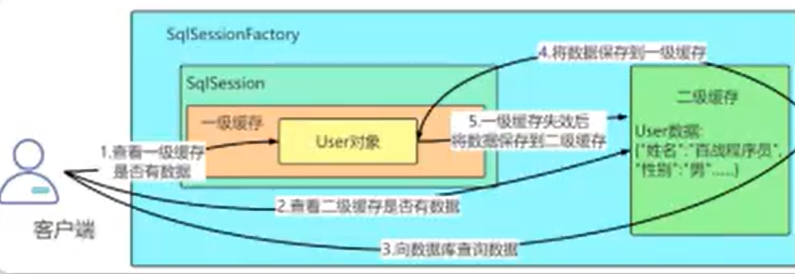 SqlSessionFactory
4.将数据保存到一级缓存
SqlSession
二级缓存
一级缓存
User对象
5.一级缓存失效后
将数据保存到二级缓存
User数据:
{"姓名":"百战程序员",
"性别":"男".....}
1.查看一级缓存
是否有数据
2.查看二级缓存是否有数据
客户端
3.向数据库查询数据